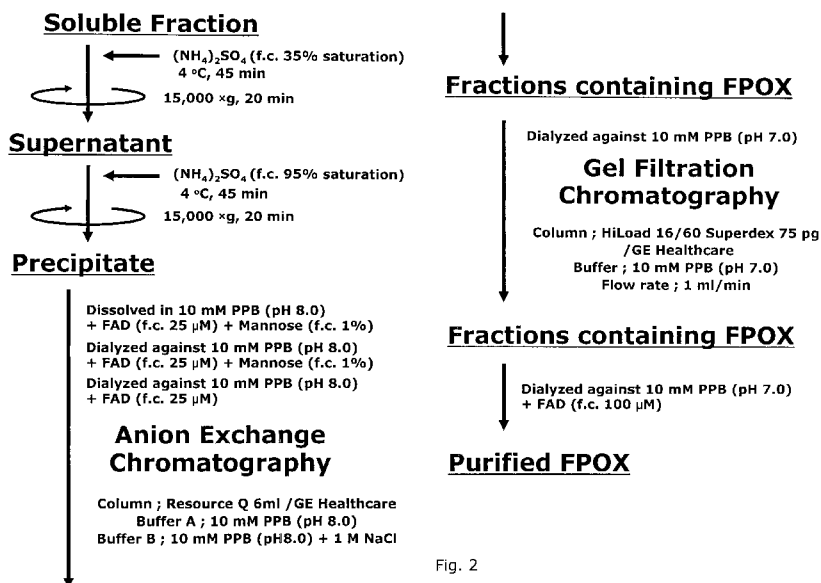 Soluble Fraction
(NH4)2SO4 (f.c. 35% saturation)
4 ºC, 45 min
15,000 ×g, 20 min
Supernatant
(NH4)2SO4 (f.c. 95% saturation)
4 ºC, 45 min
15,000 ×g, 20 min
Precipitate
Dissolved in 10 mM PPB (pH 8.0)
+ FAD (f.c. 25 µM) + Mannose (f.c. 1%)
Dialyzed against 10 mM PPB (pH 8.0)
+ FAD (f.c. 25 µM) + Mannose (f.c. 1%)
Dialyzed against 10 mM PPB (pH 8.0)
+ FAD (f.c. 25 µM)
Anion Exchange
Chromatography
Column ; Resource Q 6ml /GE Healthcare
Buffer A ; 10 mM PPB (pH 8.0)
Buffer B ; 10 mM PPB (pH8.0) + 1 M NaCl
Fractions containing FPOX
Dialyzed against 10 mM PPB (pH 7.0)
Gel Filtration
Chromatography
Column ; HiLoad 16/60 Superdex 75 pg
/GE Healthcare
Buffer ; 10 mM PPB (pH 7.0)
Flow rate ; 1 ml/min
Fractions containing FPOX
Dialyzed against 10 mM PPB (pH 7.0)
+ FAD (f.c. 100 µM)
Purified FPOX
Fig. 2